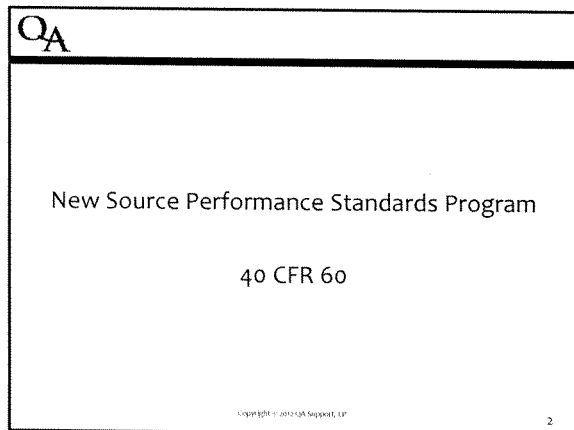 QA
New Source Performance Standards Program
40 CFR 60
Copyright © 2012 QA Support, LP
2